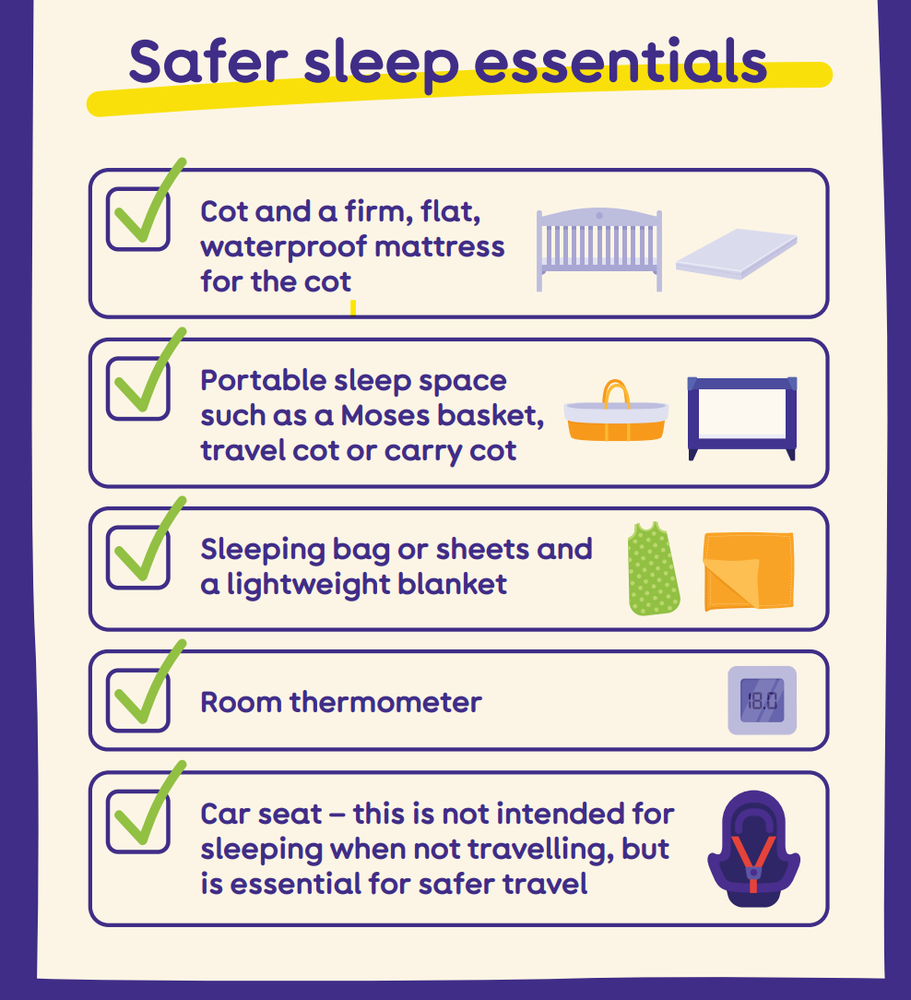 Safer sleep essentials
Cot and a firm, flat,
waterproof mattress
for the cot
Portable sleep space
such as a Moses basket,
travel cot or carry cot
Sleeping bag or sheets and
a lightweight blanket
Room thermometer
18.0
Car seat – this is not intended for
sleeping when not travelling, but
is essential for safer travel